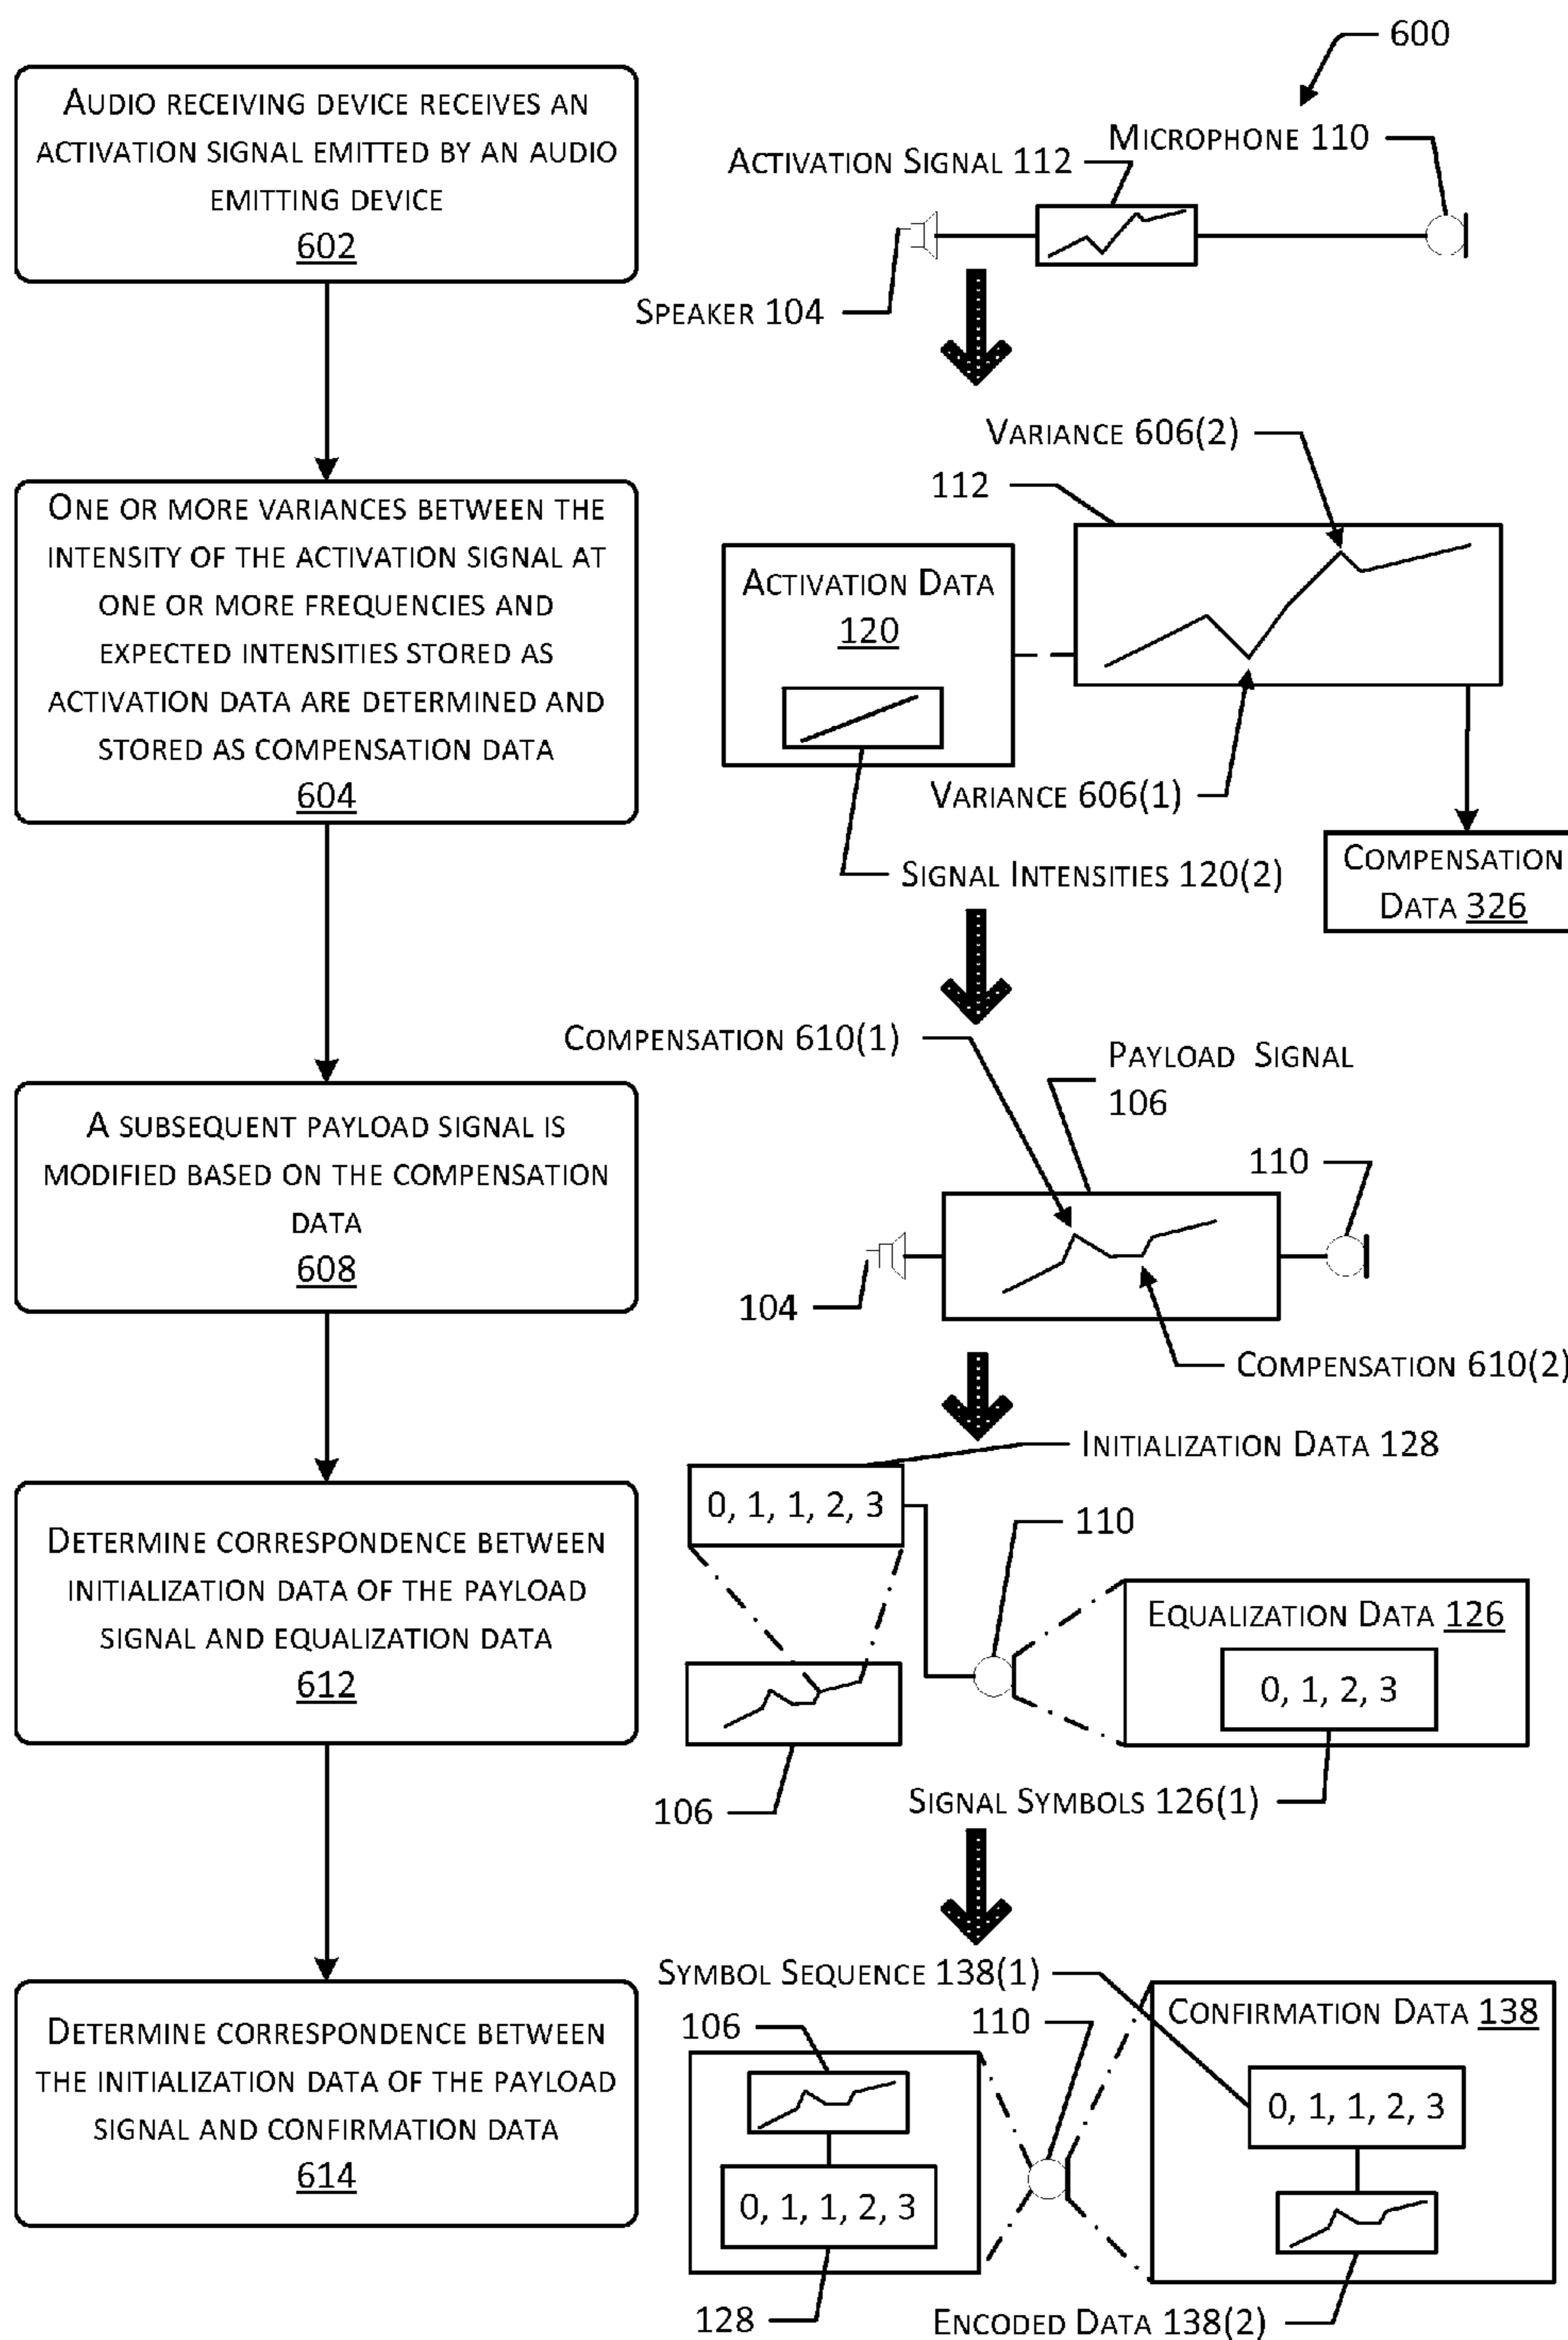 600
AUDIO RECEIVING DEVICE RECEIVES AN
ACTIVATION SIGNAL EMITTED BY AN AUDIO
EMITTING DEVICE
602
MICROPHONE 110
ACTIVATION SIGNAL 112
SPEAKER 104
ONE OR MORE VARIANCES BETWEEN THE
INTENSITY OF THE ACTIVATION SIGNAL AT
ONE OR MORE FREQUENCIES AND
EXPECTED INTENSITIES STORED AS
ACTIVATION DATA ARE DETERMINED AND
STORED AS COMPENSATION DATA
604
VARIANCE 606(2)
112
ACTIVATION DATA
120
VARIANCE 606(1)
SIGNAL INTENSITIES 120(2)
COMPENSATION
DATA 326
A SUBSEQUENT PAYLOAD SIGNAL IS
MODIFIED BASED ON THE COMPENSATION
DATA
608
COMPENSATION 610(1)
PAYLOAD SIGNAL
106
110
104
COMPENSATION 610(2)
DETERMINE CORRESPONDENCE BETWEEN
INITIALIZATION DATA OF THE PAYLOAD
SIGNAL AND EQUALIZATION DATA
612
INITIALIZATION DATA 128
0, 1, 1, 2, 3
110
EQUALIZATION DATA 126
0, 1, 2, 3
106
SIGNAL SYMBOLS 126(1)
DETERMINE CORRESPONDENCE BETWEEN
THE INITIALIZATION DATA OF THE PAYLOAD
SIGNAL AND CONFIRMATION DATA
614
SYMBOL SEQUENCE 138(1)
106
110
CONFIRMATION DATA 138
0, 1, 1, 2, 3
0, 1, 1, 2, 3
128
ENCODED DATA 138(2)